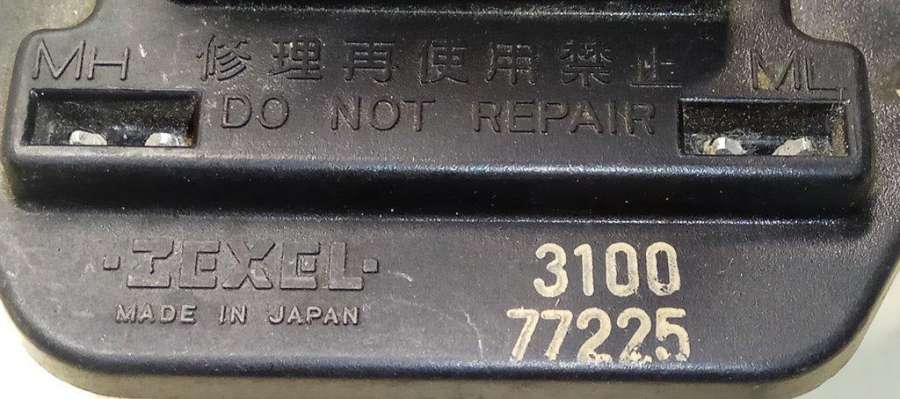 MH 修理再使用禁止 ML
DO NOT REPAIR
·ZEXEL·
MADE IN JAPAN
3100
77225